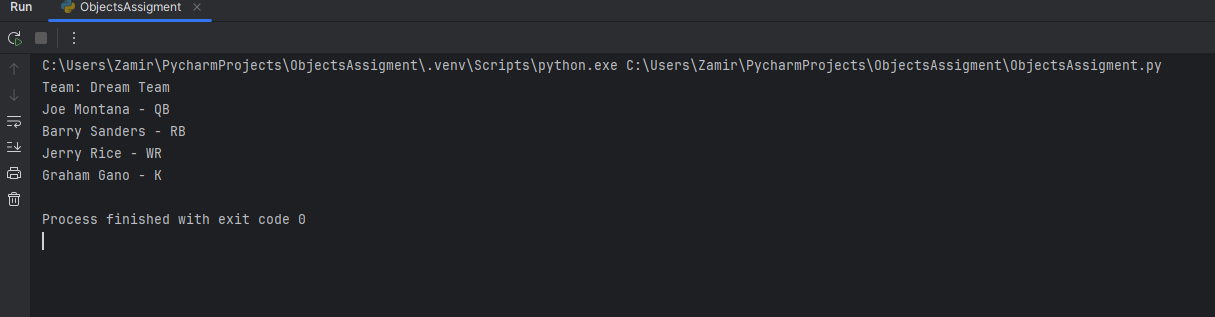 Run ObjectsAssigment
C:\Users\Zamir\PycharmProjects\ObjectsAssigment\.venv\Scripts\python.exe C:\Users\Zamir\PycharmProjects\ObjectsAssigment\ObjectsAssigment.py
Team: Dream Team
Joe Montana - QB
Barry Sanders - RB
Jerry Rice - WR
Graham Gano - K
Process finished with exit code 0